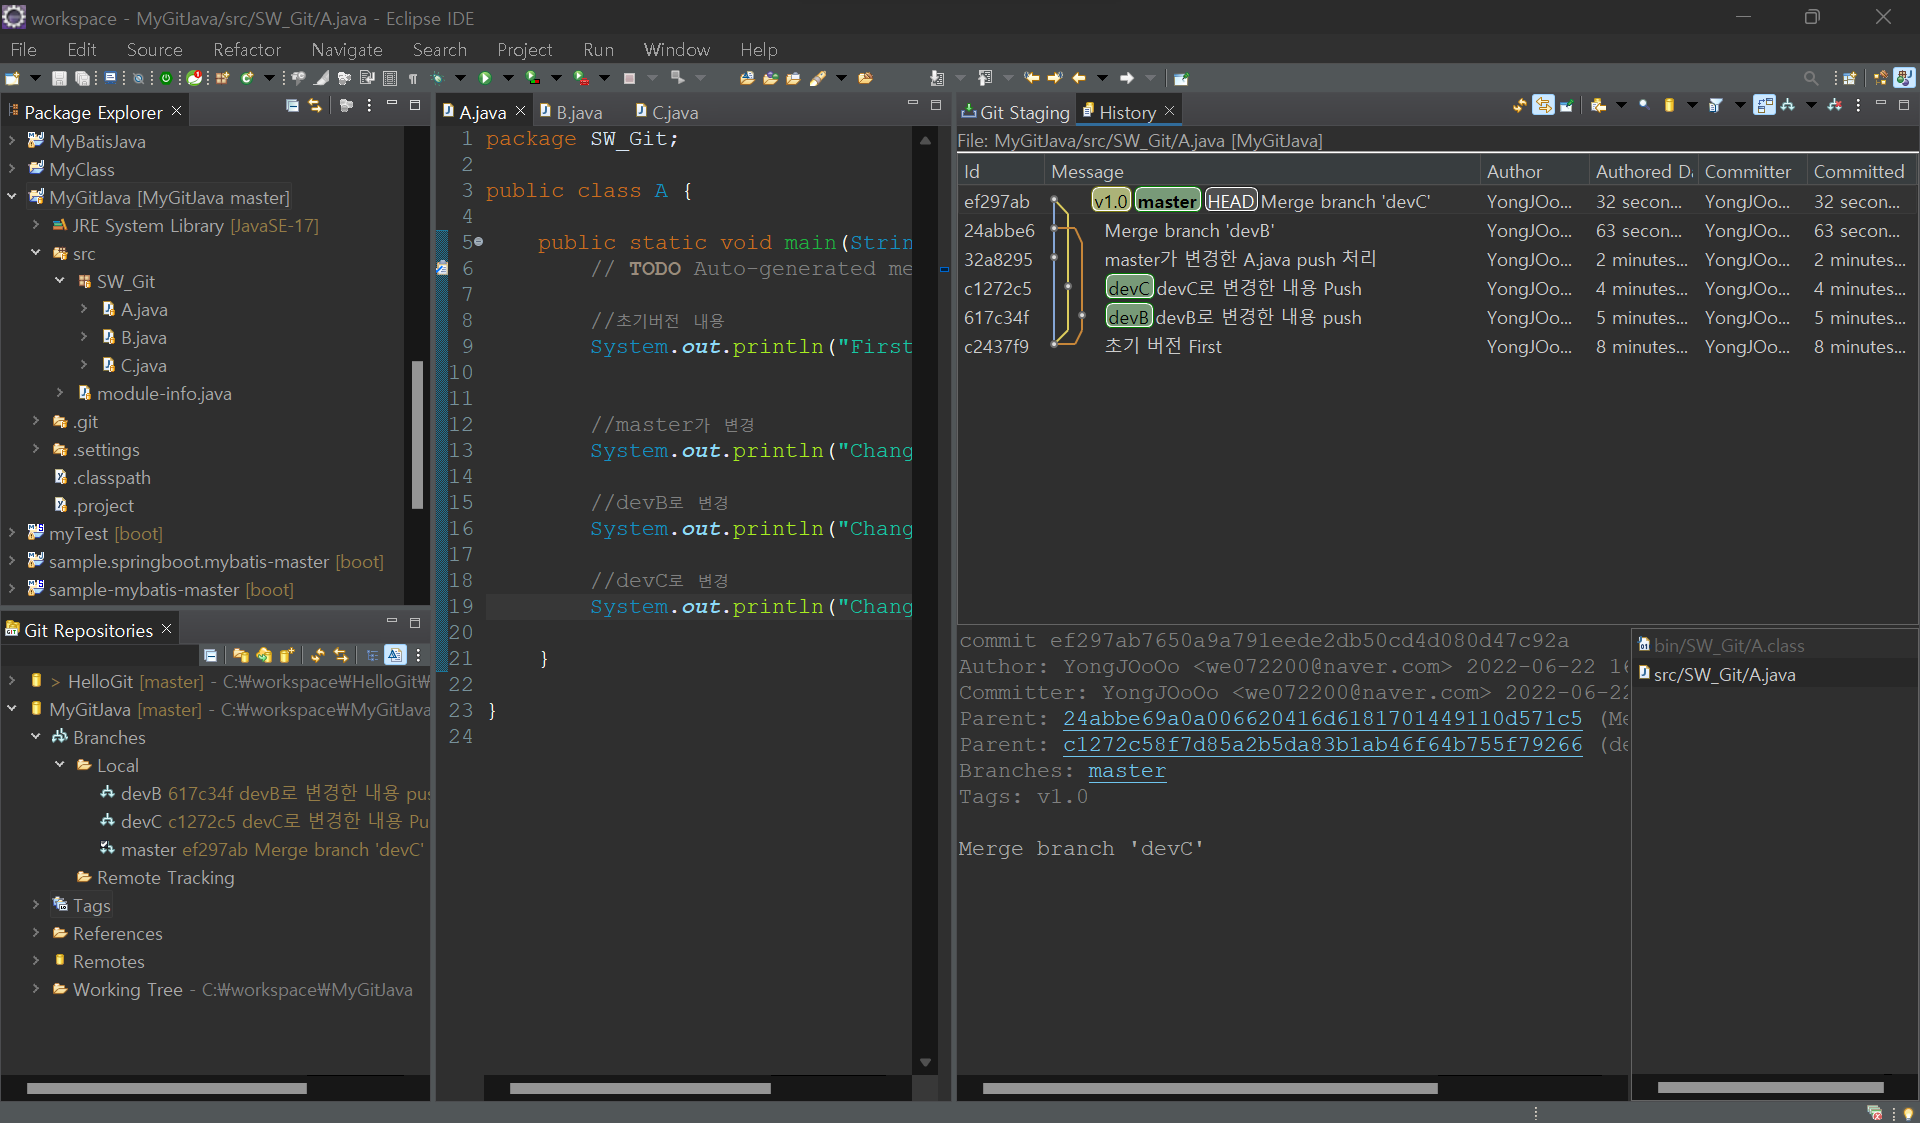 workspace - MyGitJava/src/SW_Git/A.java - Eclipse IDE
File Edit Source Refactor Navigate Search Project Run Window Help
Package Explorer
MyBatisJava
MyClass
MyGitJava [MyGitJava master]
JRE System Library [JavaSE-17]
src
SW_Git
A.java
B.java
C.java
module-info.java
.git
.settings
.classpath
.project
myTest [boot]
sample.springboot.mybatis-master [boot]
sample-mybatis-master [boot]
Git Repositories
> HelloGit [master] - C:₩workspace₩HelloGit₩
MyGitJava [master] - C:₩workspace₩MyGitJava
Branches
Local
devB 617c34f devB로 변경한 내용 pu
devC c1272c5 devC로 변경한 내용 Pu
master ef297ab Merge branch 'devC'
Remote Tracking
Tags
References
Remotes
Working Tree - C:₩workspace₩MyGitJava
A.java B.java C.java
1 package SW_Git;
2
3 public class A {
4
5 public static void main(Strin
6 // TODO Auto-generated me
7
8 //초기버전 내용
9 System.out.println("First
10
11
12 //master가 변경
13 System.out.println("Chang
14
15 //devB로 변경
16 System.out.println("Chang
17
18 //devC로 변경
19 System.out.println("Chang
20
21 }
22
23 }
24
Git Staging History
File: MyGitJava/src/SW_Git/A.java [MyGitJava]
Id Message Author Authored D Committer Committed
ef297ab v1.0 master HEAD Merge branch 'devC' YongJOo... 32 secon... YongJOo... 32 secon...
24abbe6 Merge branch 'devB' YongJOo... 63 secon... YongJOo... 63 secon...
32a8295 master가 변경한 A.java push 처리 YongJOo... 2 minutes... YongJOo... 2 minutes...
c1272c5 devC devC로 변경한 내용 Push YongJOo... 4 minutes... YongJOo... 4 minutes...
617c34f devB devB로 변경한 내용 push YongJOo... 5 minutes... YongJOo... 5 minutes...
c2437f9 초기 버전 First YongJOo... 8 minutes... YongJOo... 8 minutes...
commit ef297ab7650a9a791eede2db50cd4d080d47c92a
Author: YongJOoOo <we072200@naver.com> 2022-06-22 1
Committer: YongJOoOo <we072200@naver.com> 2022-06-22
Parent: 24abbe69a0a006620416d6181701449110d571c5 (Me
Parent: c1272c58f7d85a2b5da83b1ab46f64b755f79266 (de
Branches: master
Tags: v1.0
Merge branch 'devC'
bin/SW_Git/A.class
src/SW_Git/A.java